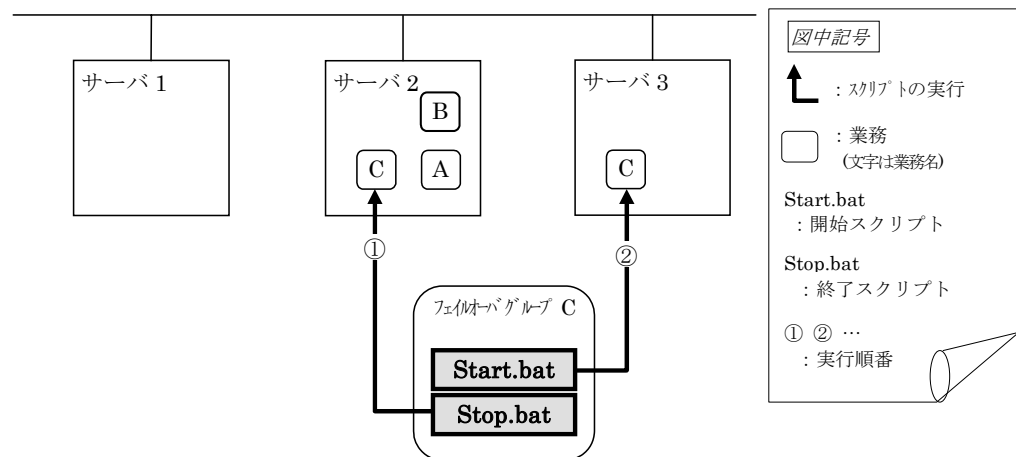 サーバ 1
サーバ 2
サーバ 3
B
C
A
C
①
②
フェイルオーバグループ C
Start.bat
Stop.bat
図中記号
：スクリプトの実行
：業務
(文字は業務名)
Start.bat
：開始スクリプト
Stop.bat
：終了スクリプト
① ② …
：実行順番